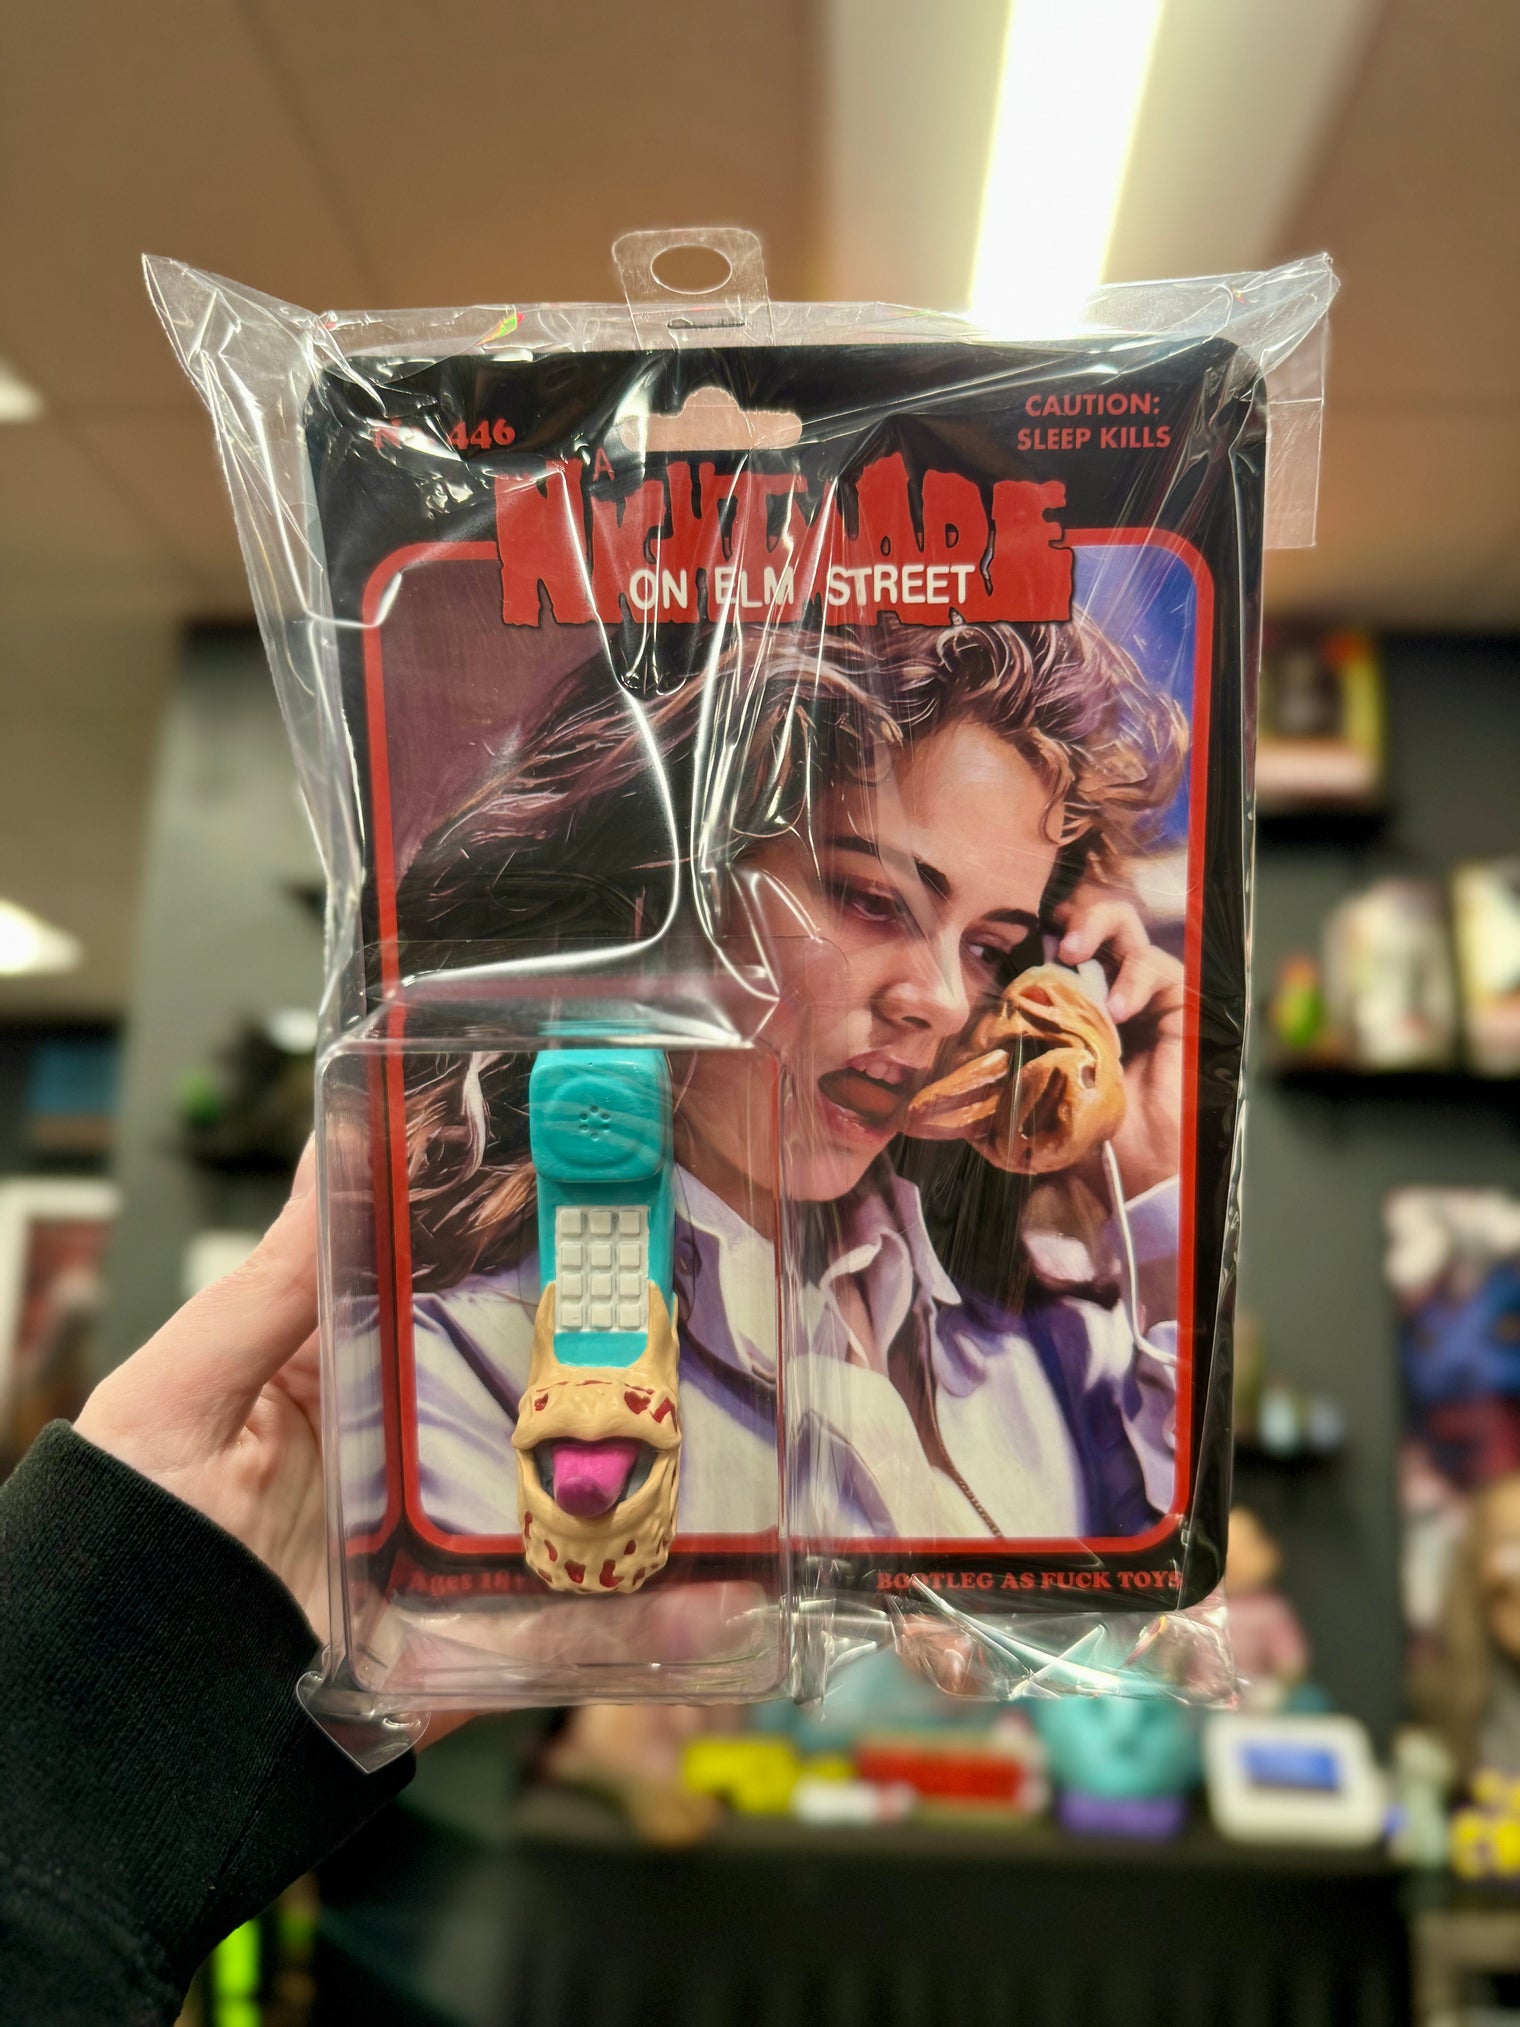 446
CAUTION:
SLEEP KILLS
A
NIGHTMARE
ON ELM STREET
Ages 18+
BOOTLEG AS FUCK TOYS